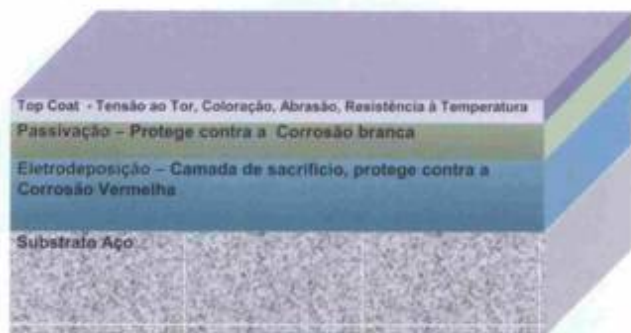 Top Coat - Tensão ao Tor, Coloração, Abrasão, Resistência à Temperatura
Passivação – Protege contra a Corrosão branca
Eletrodeposição – Camada de sacrifício, protege contra a
Corrosão Vermelha
Substrato Aço